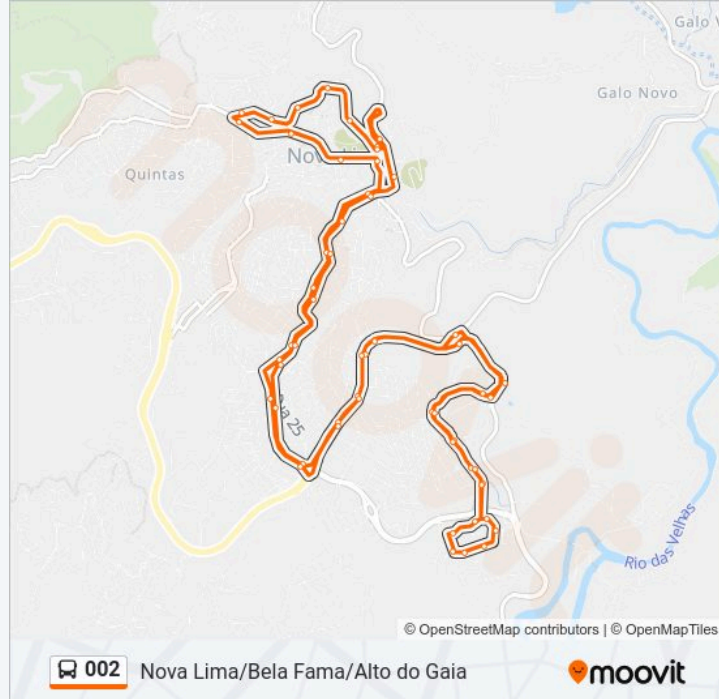 Galo V
Galo Novo
Nov
Quintas
Rua 25
Rio das Velhas
© OpenStreetMap contributors | © OpenMapTiles
002 Nova Lima/Bela Fama/Alto do Gaia
moovit